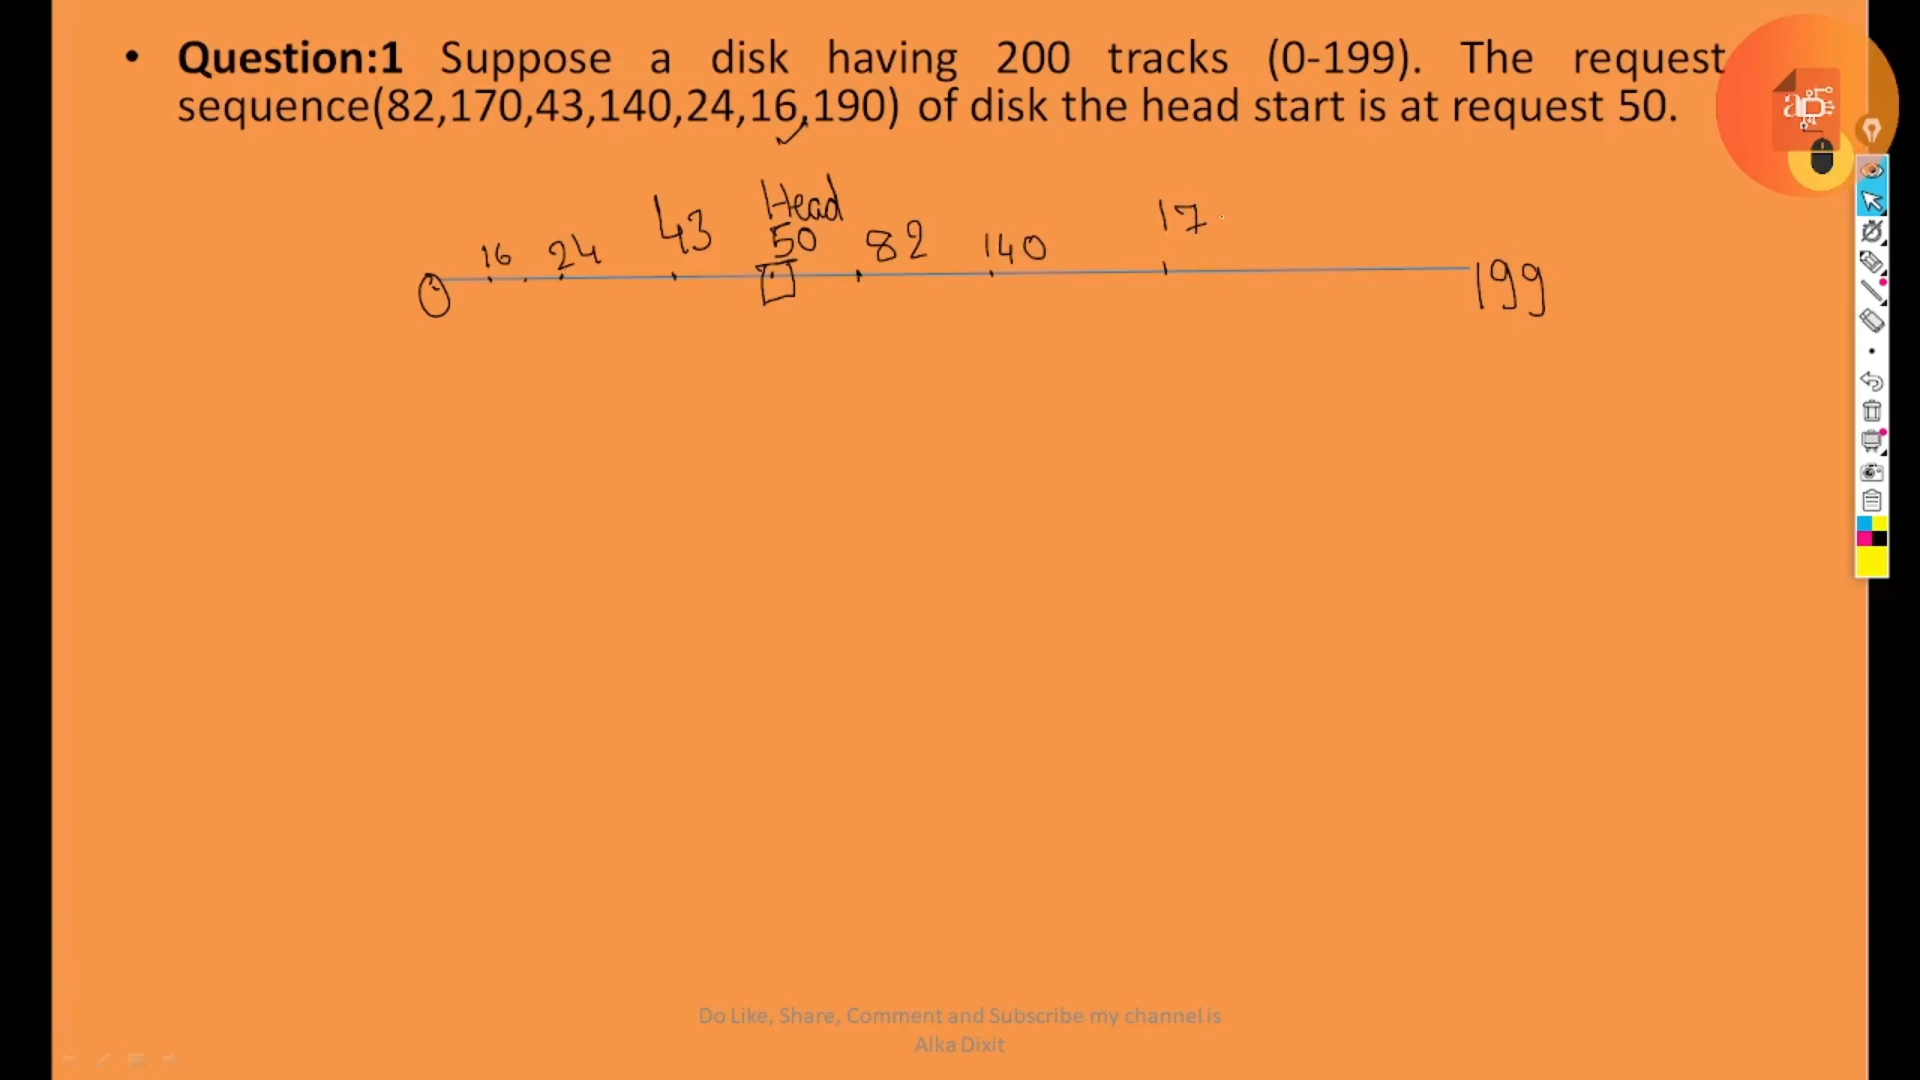 • Question:1 Suppose a disk having 200 tracks (0-199). The request
sequence(82,170,43,140,24,16,190) of disk the head start is at request 50.
Head
16 24 43 50 82 140 17
0 199
Do Like, Share, Comment and Subscribe my channel is
Alka Dixit